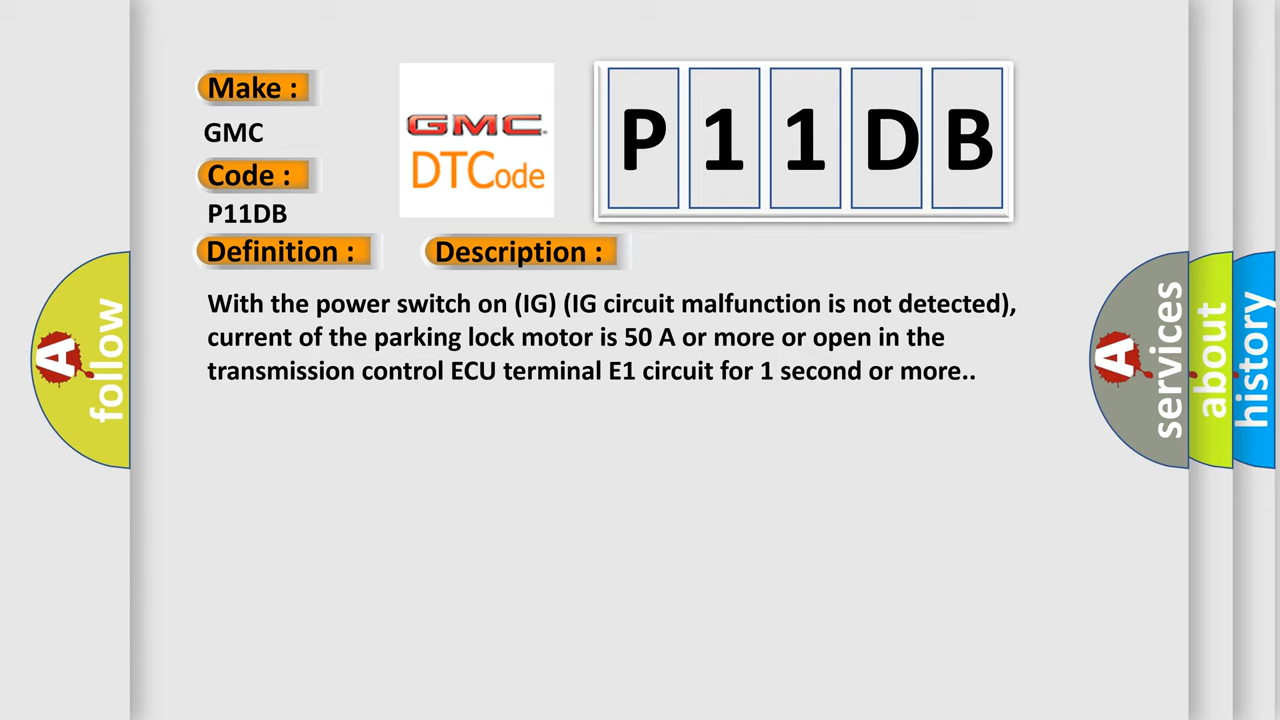 Make :
GMC
Code :
P11DB
Definition :
Description :
GMC
DTCode
P11DB
With the power switch on (IG) (IG circuit malfunction is not detected),
current of the parking lock motor is 50 A or more or open in the
transmission control ECU terminal E1 circuit for 1 second or more..
A follow
A services
about
history